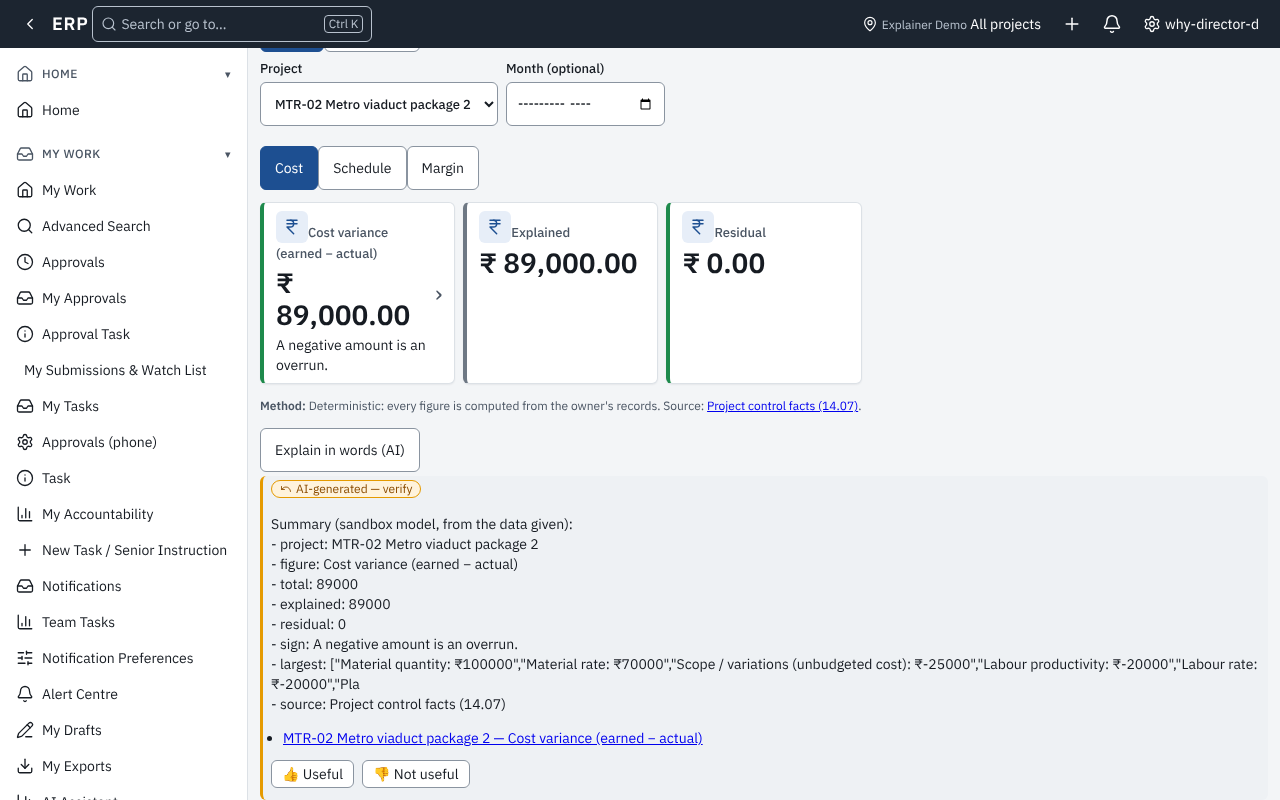 ERP
Search or go to...
Ctrl K
Explainer Demo All projects
why-director-d
HOME
Home
MY WORK
My Work
Advanced Search
Approvals
My Approvals
Approval Task
My Submissions & Watch List
My Tasks
Approvals (phone)
Task
My Accountability
New Task / Senior Instruction
Notifications
Team Tasks
Notification Preferences
Alert Centre
My Drafts
My Exports
Project
Month (optional)
MTR-02 Metro viaduct package 2
--------- ----
Cost
Schedule
Margin
₹ Cost variance
(earned − actual)
₹
89,000.00
A negative amount is an
overrun.
₹ Explained
₹ 89,000.00
₹ Residual
₹ 0.00
Method: Deterministic: every figure is computed from the owner's records. Source: Project control facts (14.07).
Explain in words (AI)
AI-generated — verify
Summary (sandbox model, from the data given):
- project: MTR-02 Metro viaduct package 2
- figure: Cost variance (earned − actual)
- total: 89000
- explained: 89000
- residual: 0
- sign: A negative amount is an overrun.
- largest: ["Material quantity: ₹100000","Material rate: ₹70000","Scope / variations (unbudgeted cost): ₹-25000","Labour productivity: ₹-20000","Labour rate:
₹-20000","Pla
- source: Project control facts (14.07)
MTR-02 Metro viaduct package 2 — Cost variance (earned − actual)
👍 Useful
👎 Not useful